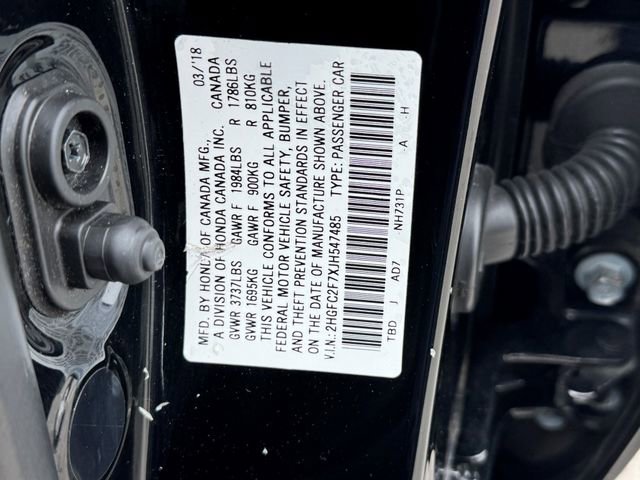 MFD. BY HONDA OF CANADA MFG., 03/'18
A DIVISION OF HONDA CANADA INC. CANADA
GVWR 3737LBS GAWR F 1984LBS R 1786LBS
GVWR 1695KG GAWR F 900KG R 810KG
THIS VEHICLE CONFORMS TO ALL APPLICABLE
FEDERAL MOTOR VEHICLE SAFETY, BUMPER,
AND THEFT PREVENTION STANDARDS IN EFFECT
ON THE DATE OF MANUFACTURE SHOWN ABOVE.
V.I.N.:2HGFC2F7XJH547485 TYPE:PASSENGER CAR
TBD J AD7 NH731P A H